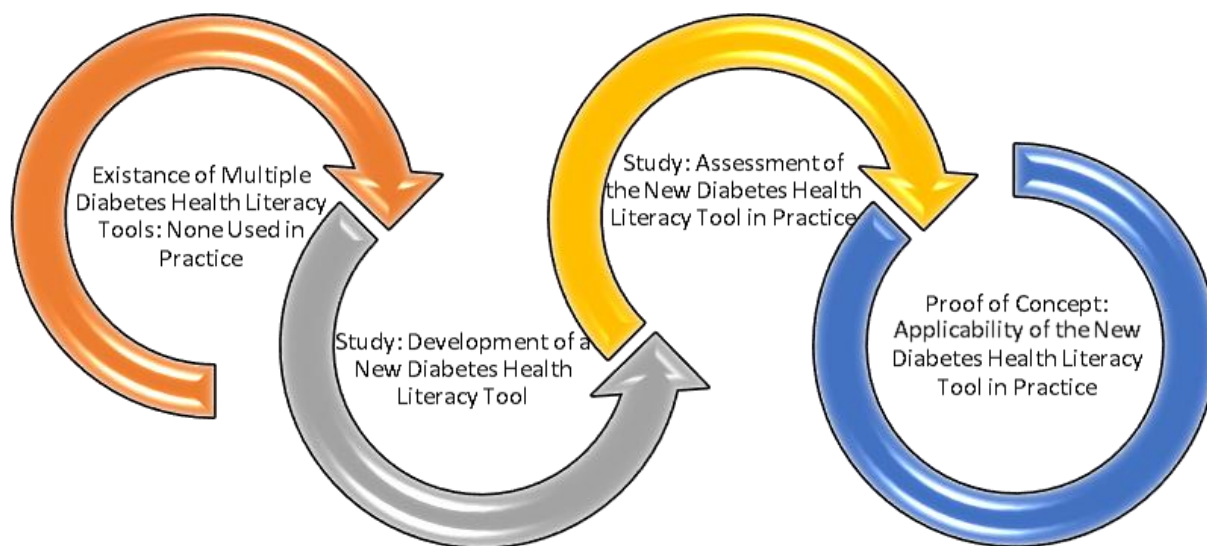 Existance of Multiple
Diabetes Health Literacy
Tools: None Used in
Practice
Study: Development of a
New Diabetes Health
Literacy Tool
Study: Assessment of
the New Diabetes Health
Literacy Tool in Practice
Proof of Concept:
Applicability of the New
Diabetes Health Literacy
Tool in Practice